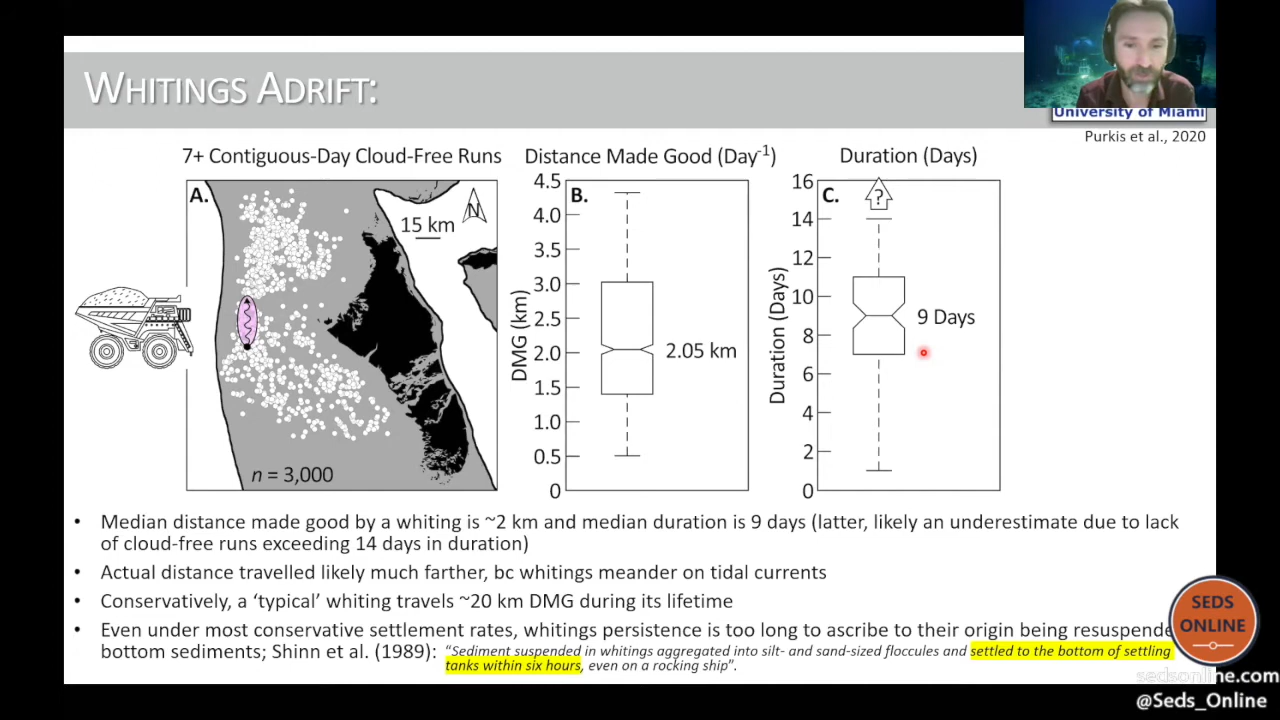 WHITINGS ADRIFT:
University of Miami
Purkis et al., 2020
7+ Contiguous-Day Cloud-Free Runs
Distance Made Good (Day-1)
Duration (Days)
A.
N
15 km
n = 3,000
B.
4.5
4.0
3.5
3.0
2.5
2.0
1.5
1.0
0.5
0
DMG (km)
2.05 km
C.
?
16
14
12
10
8
6
4
2
0
Duration (Days)
9 Days
• Median distance made good by a whiting is ~2 km and median duration is 9 days (latter, likely an underestimate due to lack
of cloud-free runs exceeding 14 days in duration)
• Actual distance travelled likely much farther, bc whitings meander on tidal currents
• Conservatively, a ‘typical’ whiting travels ~20 km DMG during its lifetime
• Even under most conservative settlement rates, whitings persistence is too long to ascribe to their origin being resuspende
bottom sediments; Shinn et al. (1989): “Sediment suspended in whitings aggregated into silt- and sand-sized floccules and settled to the bottom of settling
tanks within six hours, even on a rocking ship”.
SEDS
ONLINE
sedsonline.com
@Seds_Online